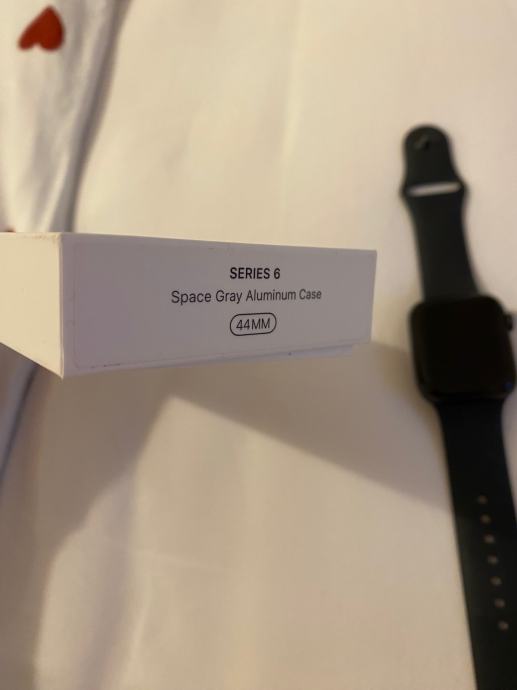 SERIES 6
Space Gray Aluminum Case
44MM